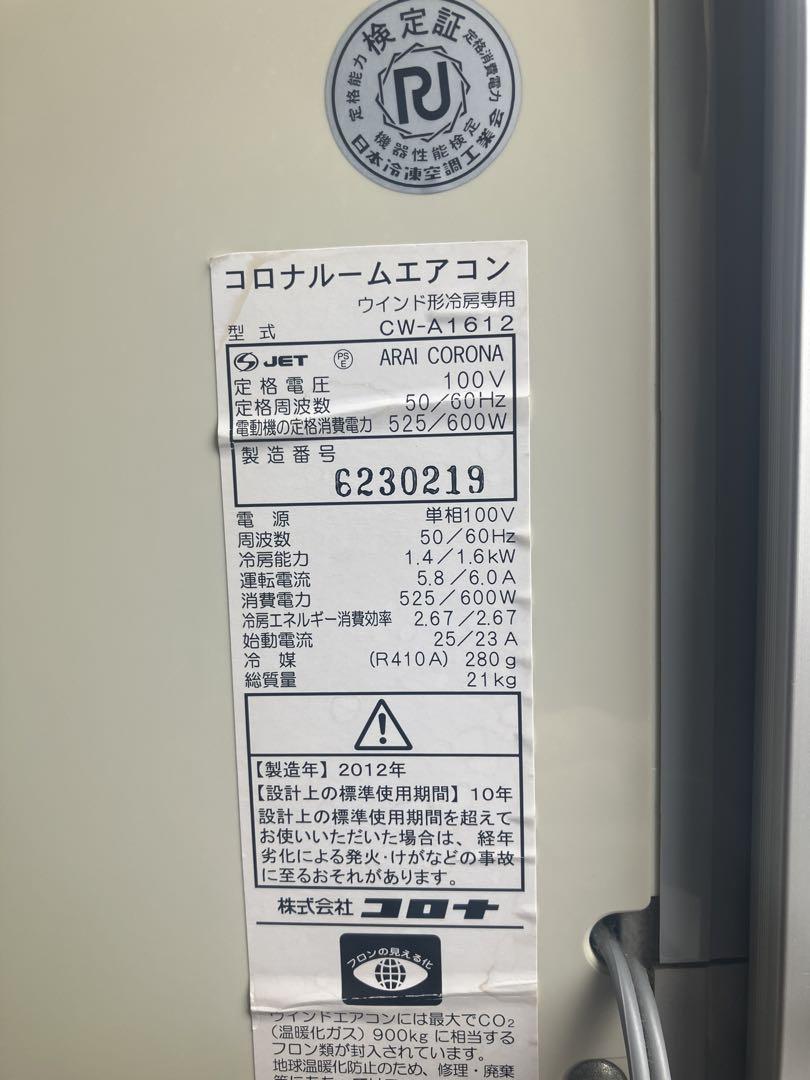 検定証
定格能力
定格消費電力
RJ
機器性能検定
日本冷凍空調工業会
コロナルームエアコン
ウインド形冷房専用
型式 CW-A1612
JET PSE ARAI CORONA
定格電圧 100V
定格周波数 50/60Hz
電動機の定格消費電力 525/600W
製造番号
6230219
電源 単相100V
周波数 50/60Hz
冷房能力 1.4/1.6kW
運転電流 5.8/6.0A
消費電力 525/600W
冷房エネルギー消費効率 2.67/2.67
始動電流 25/23A
冷媒 (R410A) 280g
総質量 21kg
【製造年】2012年
【設計上の標準使用期間】10年
設計上の標準使用期間を超えて
お使いいただいた場合は、経年
劣化による発火・けがなどの事故
に至るおそれがあります。
株式会社 コロナ
フロンの見える化
ウインドエアコンには最大でCO₂
(温暖化ガス) 900kgに相当する
フロン類が封入されています。
地球温暖化防止のため、修理・廃棄